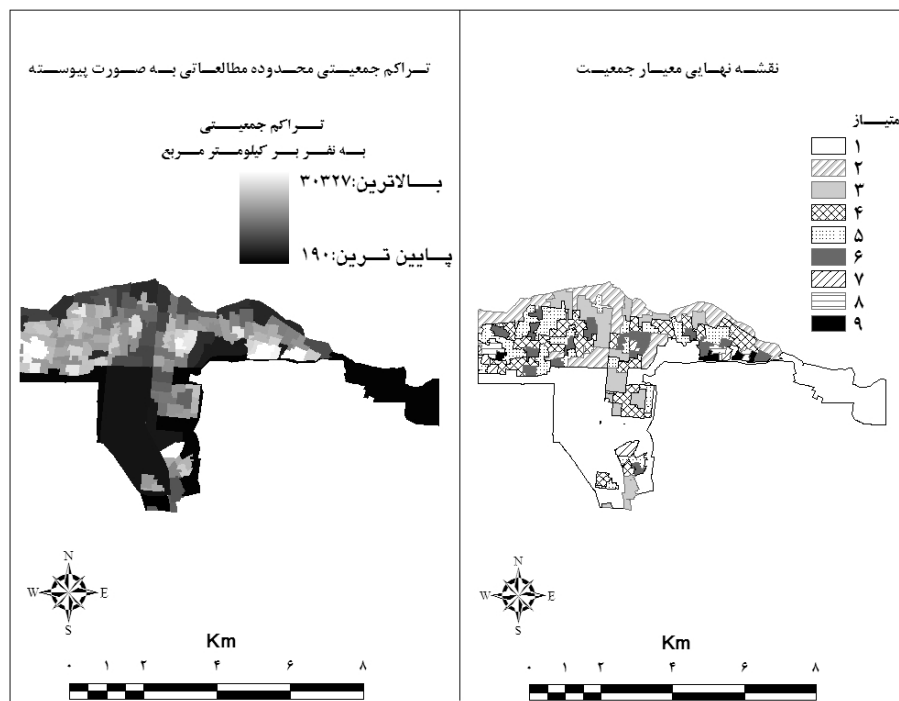 نقشه نهایی معیار جمعیت
متیاز
۱
۲
۳
۴
۵
۶
۷
۸
۹
N
W E
S
Km
۰ ۱ ۲ ۴ ۶ ۸
تراکم جمعیتی محدوده مطالعاتی به صورت پیوسته
تراکم جمعیتی
به نفر بر کیلومتر مربع
بالاترین:۳۰۳۲۷
پایین ترین:۱۹۰
N
W E
S
Km
۰ ۱ ۲ ۴ ۶ ۸